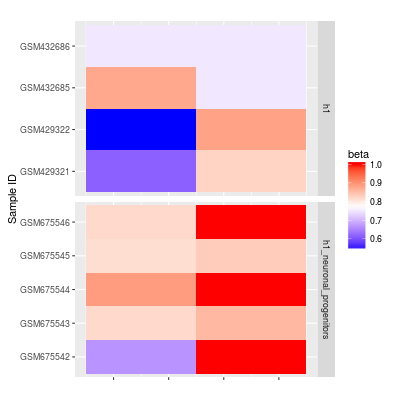 Sample ID
GSM432686
GSM432685
GSM429322
GSM429321
h1
GSM675546
GSM675545
GSM675544
GSM675543
GSM675542
h1_neuronal_progenitors
beta
1.0
0.9
0.8
0.7
0.6